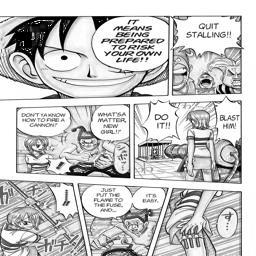 QUIT
STALLING!!
IT
MEANS
BEING
PREPARED
TO RISK
YOUR OWN
LIFE!!
BLAST
HIM!
DO
IT!!
WHAT'SA
MATTER,
NEW
GIRL!?
DON'T YA KNOW
HOW TO FIRE A
CANNON?
IT'S
EASY.
JUST
PUT THE
FLAME TO
THE FUSE,
AND...